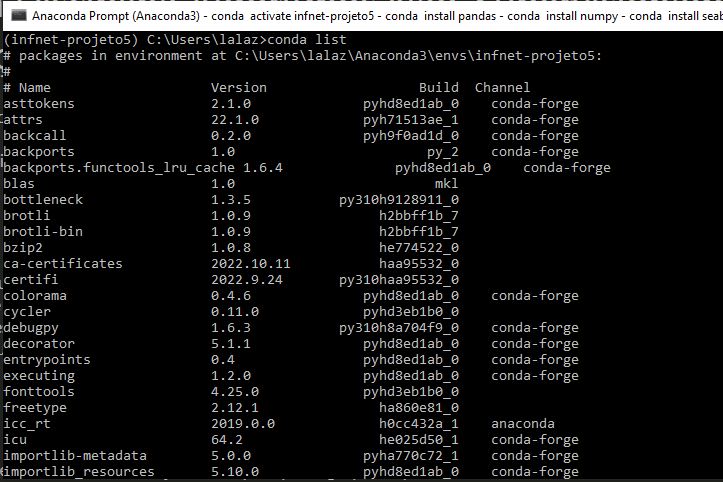 Anaconda Prompt (Anaconda3) - conda  activate infnet-projeto5 - conda  install pandas - conda  install numpy - conda  install seab
(infnet-projeto5) C:\Users\lalaz>conda list
# packages in environment at C:\Users\lalaz\Anaconda3\envs\infnet-projeto5:
#
# Name                    Version                   Build  Channel
asttokens                 2.1.0              pyhd8ed1ab_0    conda-forge
attrs                     22.1.0             pyh71513ae_1    conda-forge
backcall                  0.2.0              pyh9f0ad1d_0    conda-forge
backports                 1.0                        py_2    conda-forge
backports.functools_lru_cache 1.6.4              pyhd8ed1ab_0    conda-forge
blas                      1.0                         mkl
bottleneck                1.3.5           py310h9128911_0
brotli                    1.0.9                h2bbff1b_7
brotli-bin                1.0.9                h2bbff1b_7
bzip2                     1.0.8                he774522_0
ca-certificates           2022.10.11           haa95532_0
certifi                   2022.9.24       py310haa95532_0
colorama                  0.4.6              pyhd8ed1ab_0    conda-forge
cycler                    0.11.0             pyhd3eb1b0_0
debugpy                   1.6.3           py310h8a704f9_0    conda-forge
decorator                 5.1.1              pyhd8ed1ab_0    conda-forge
entrypoints               0.4                pyhd8ed1ab_0    conda-forge
executing                 1.2.0              pyhd8ed1ab_0    conda-forge
fonttools                 4.25.0             pyhd3eb1b0_0
freetype                  2.12.1               ha860e81_0
icc_rt                    2019.0.0             h0cc432a_1    anaconda
icu                       64.2                 he025d50_1    conda-forge
importlib-metadata        5.0.0              pyha770c72_1    conda-forge
importlib_resources       5.10.0             pyhd8ed1ab_0    conda-forge